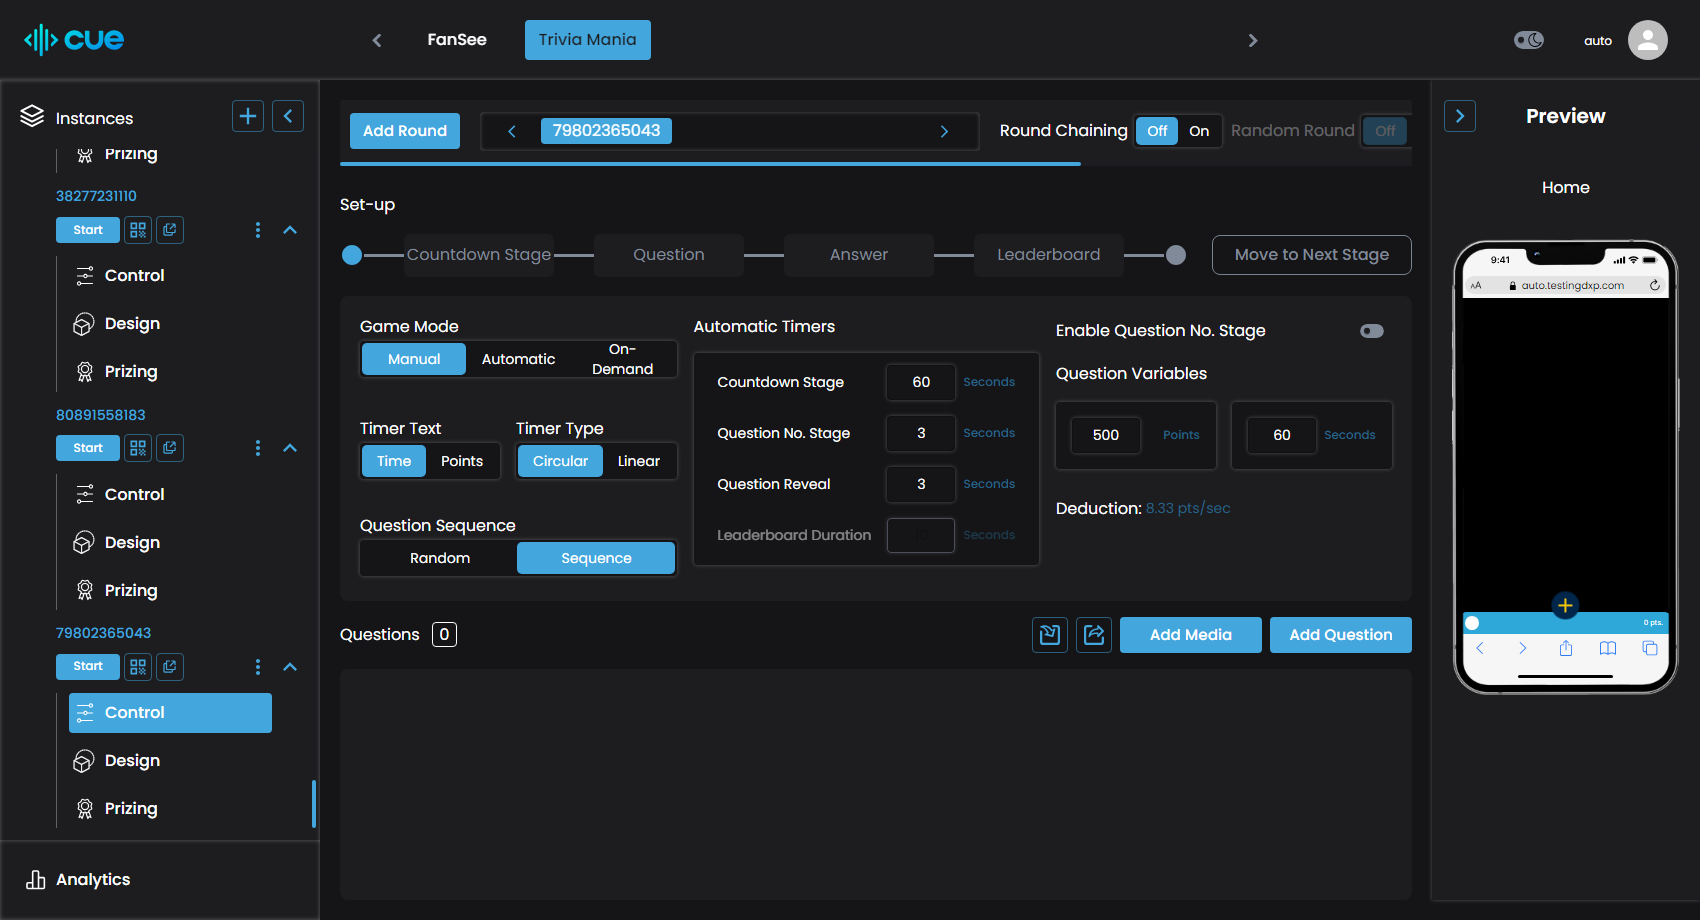 cue
FanSee
Trivia Mania
auto
Instances
Prizing
38277231110
Start
Control
Design
Prizing
80891558183
Start
Control
Design
Prizing
79802365043
Start
Control
Design
Prizing
Analytics
Add Round
79802365043
Round Chaining
Off
On
Random Round
Off
Set-up
Countdown Stage
Question
Answer
Leaderboard
Move to Next Stage
Game Mode
Manual
Automatic
On-
Demand
Timer Text
Time
Points
Timer Type
Circular
Linear
Question Sequence
Random
Sequence
Automatic Timers
Countdown Stage
60
Seconds
Question No. Stage
3
Seconds
Question Reveal
3
Seconds
Leaderboard Duration
Seconds
Enable Question No. Stage
Question Variables
500
Points
60
Seconds
Deduction: 8.33 pts/sec
Questions
0
Add Media
Add Question
Preview
Home
9:41
AA
auto.testingdxp.com
0 pts.